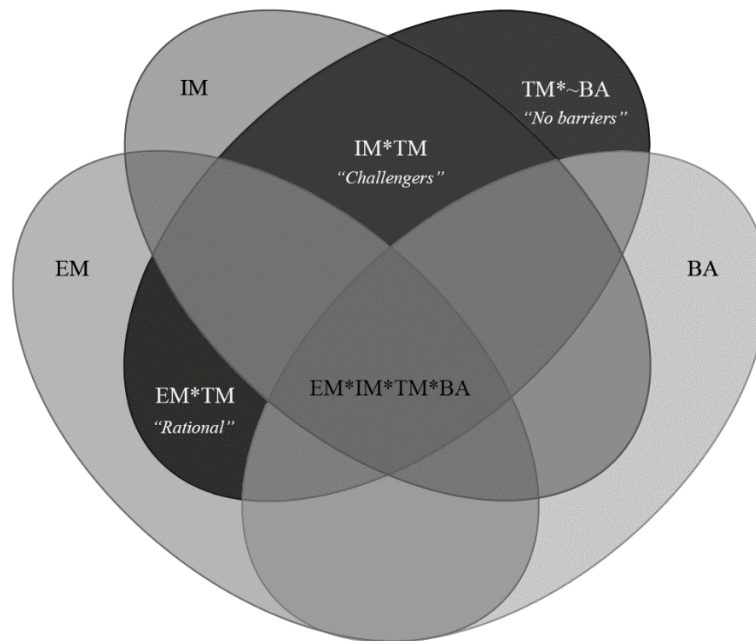 IM
TM*~BA
“No barriers”
IM*TM
“Challengers”
EM
BA
EM*TM
“Rational”
EM*IM*TM*BA